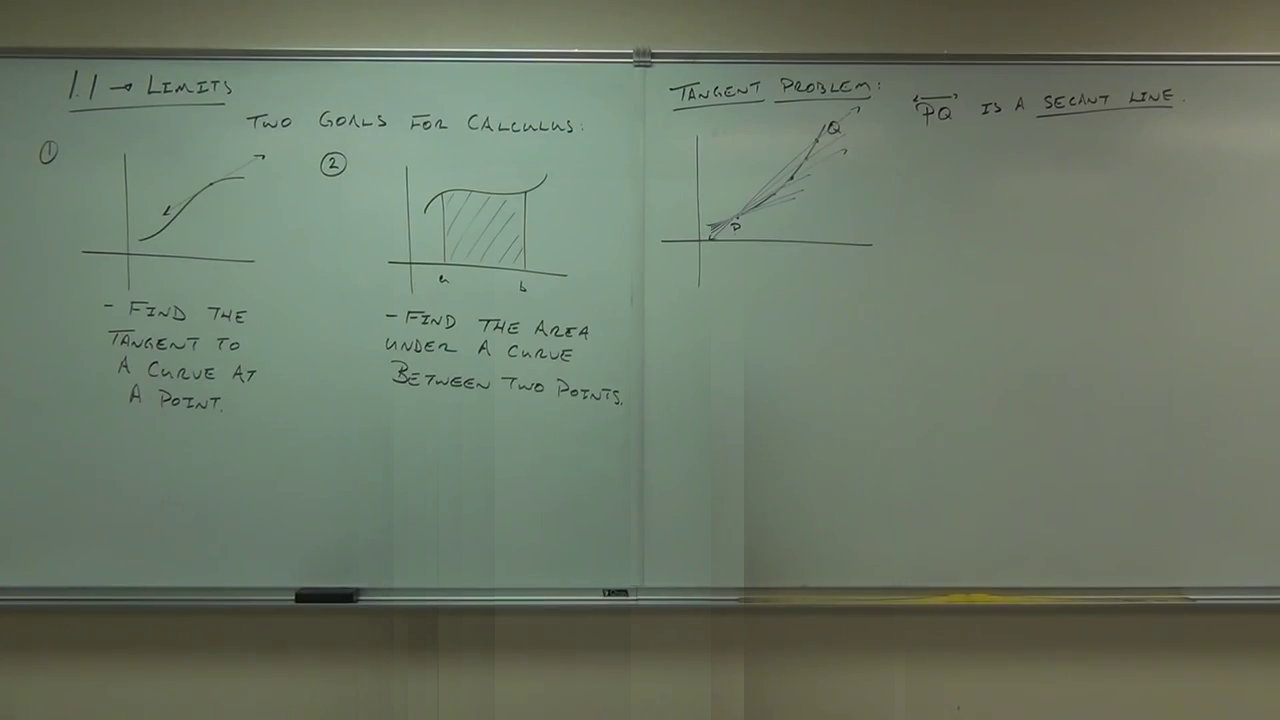 1.1 → LIMITS
TWO GOALS FOR CALCULUS:
①
- FIND THE
TANGENT TO
A CURVE AT
A POINT.
②
a b
- FIND THE AREA
UNDER A CURVE
BETWEEN TWO POINTS.
TANGENT PROBLEM:
Q
P
PQ IS A SECANT LINE.